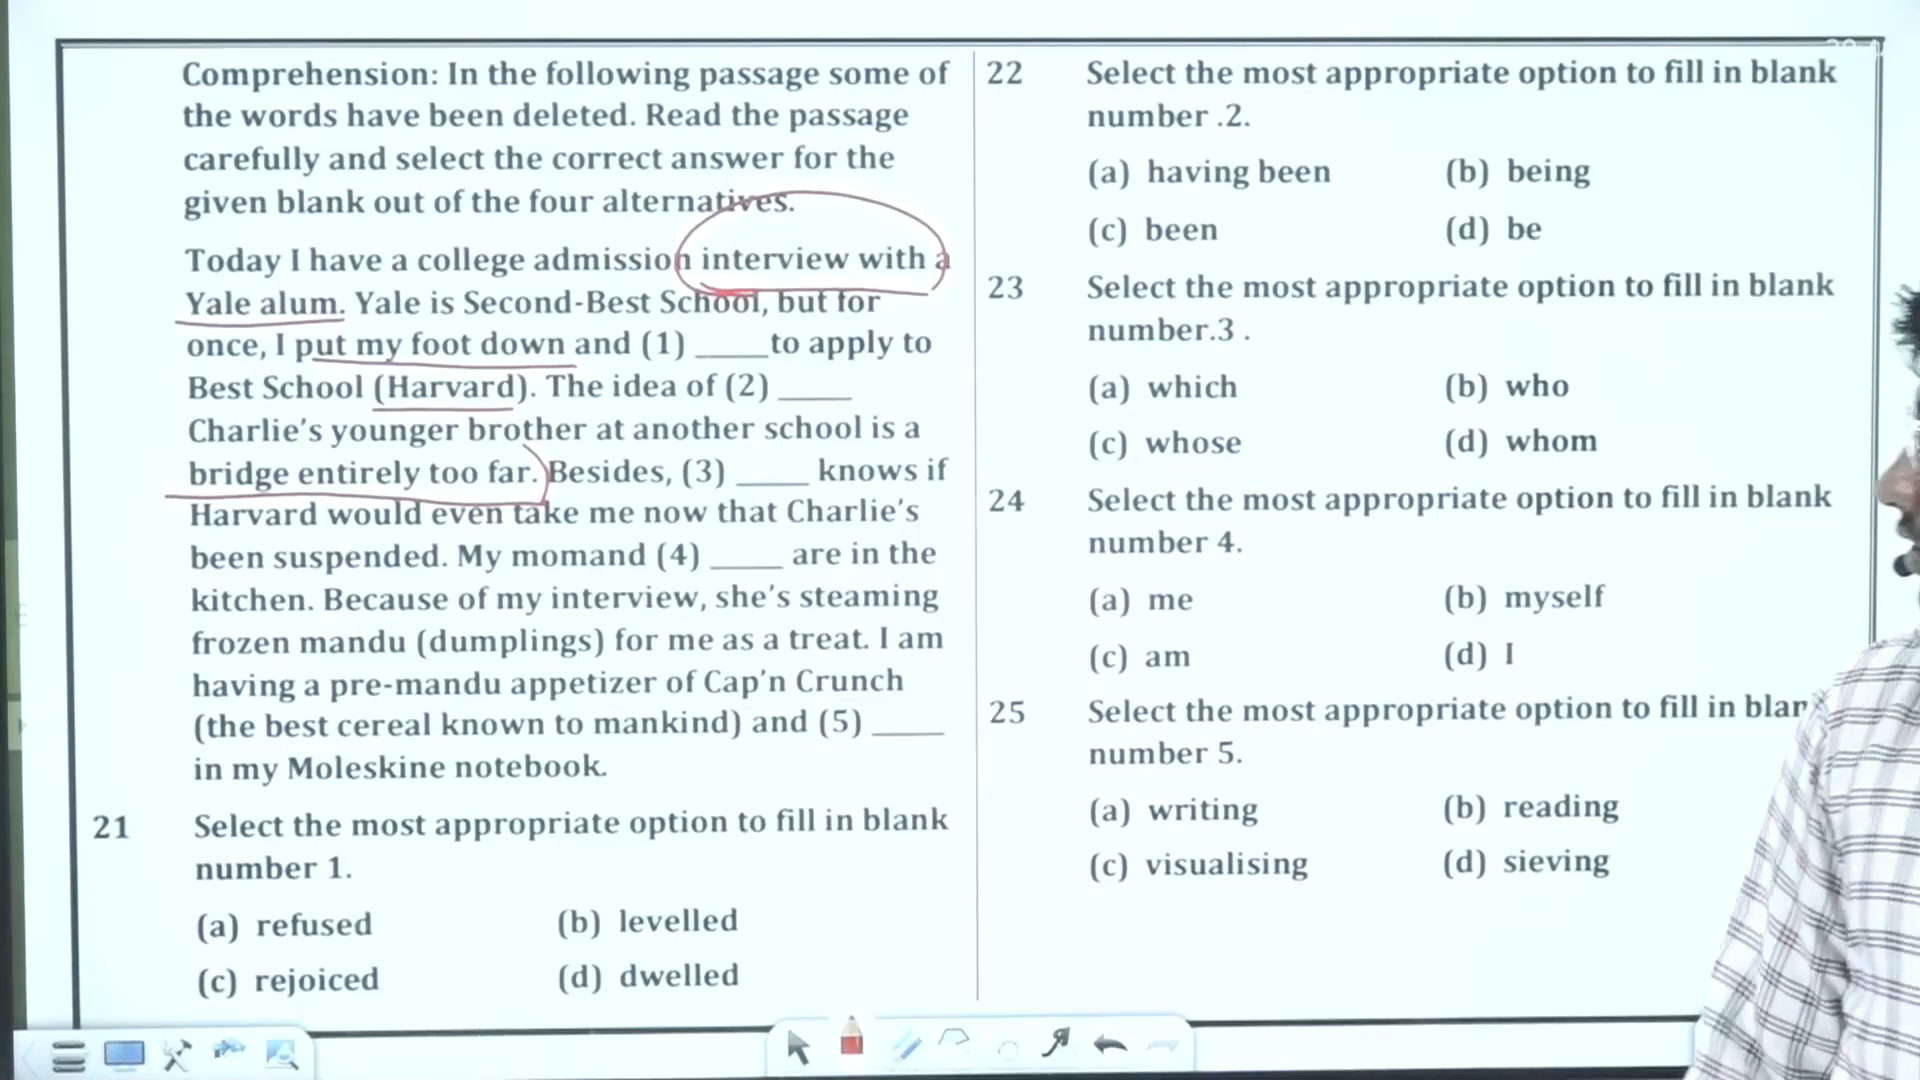 Comprehension: In the following passage some of
the words have been deleted. Read the passage
carefully and select the correct answer for the
given blank out of the four alternatives.
Today I have a college admission interview with a
Yale alum. Yale is Second-Best School, but for
once, I put my foot down and (1) _____to apply to
Best School (Harvard). The idea of (2) _____
Charlie's younger brother at another school is a
bridge entirely too far. Besides, (3) _____ knows if
Harvard would even take me now that Charlie's
been suspended. My momand (4) _____ are in the
kitchen. Because of my interview, she's steaming
frozen mandu (dumplings) for me as a treat. I am
having a pre-mandu appetizer of Cap'n Crunch
(the best cereal known to mankind) and (5) _____
in my Moleskine notebook.
21 Select the most appropriate option to fill in blank
number 1.
(a) refused (b) levelled
(c) rejoiced (d) dwelled
22 Select the most appropriate option to fill in blank
number .2.
(a) having been (b) being
(c) been (d) be
23 Select the most appropriate option to fill in blank
number.3 .
(a) which (b) who
(c) whose (d) whom
24 Select the most appropriate option to fill in blank
number 4.
(a) me (b) myself
(c) am (d) I
25 Select the most appropriate option to fill in
number 5.
(a) writing (b) reading
(c) visualising (d) sieving